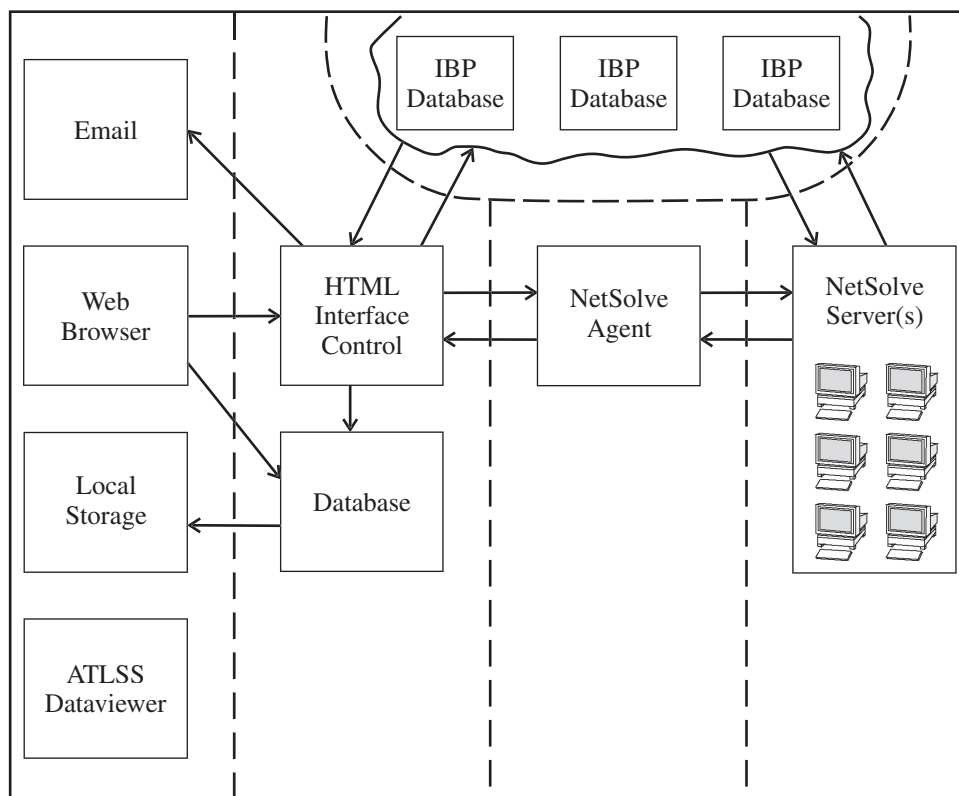 IBP
Database
IBP
Database
IBP
Database
Email
Web
Browser
HTML
Interface
Control
NetSolve
Agent
NetSolve
Server(s)
Local
Storage
Database
ATLSS
Dataviewer